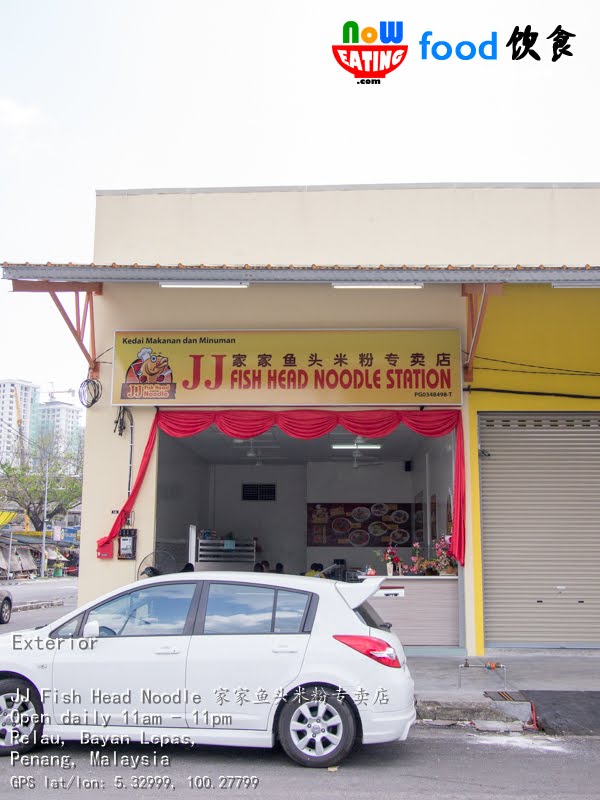 NOW
EATING
.com
food 饮食
Kedai Makanan dan Minuman
JJ 家家鱼头米粉专卖店
FISH HEAD NOODLE STATION
JJ Fish Head
Noodle
PG0348498-T
Exterior
JJ Fish Head Noodle 家家鱼头米粉专卖店
Open daily 11am - 11pm
Relau, Bayan Lepas,
Penang, Malaysia
GPS lat/lon: 5.32999, 100.27799